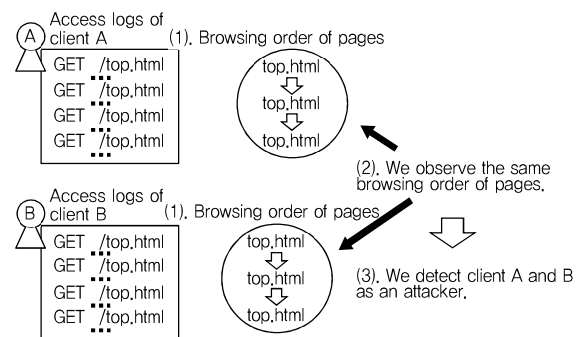 A
Access logs of
client A
GET /top.html
GET /top.html
GET /top.html
GET /top.html
(1). Browsing order of pages
top.html
top.html
top.html
(2). We observe the same
browsing order of pages.
B
Access logs of
client B
GET /top.html
GET /top.html
GET /top.html
GET /top.html
(1). Browsing order of pages
top.html
top.html
top.html
(3). We detect client A and B
as an attacker.